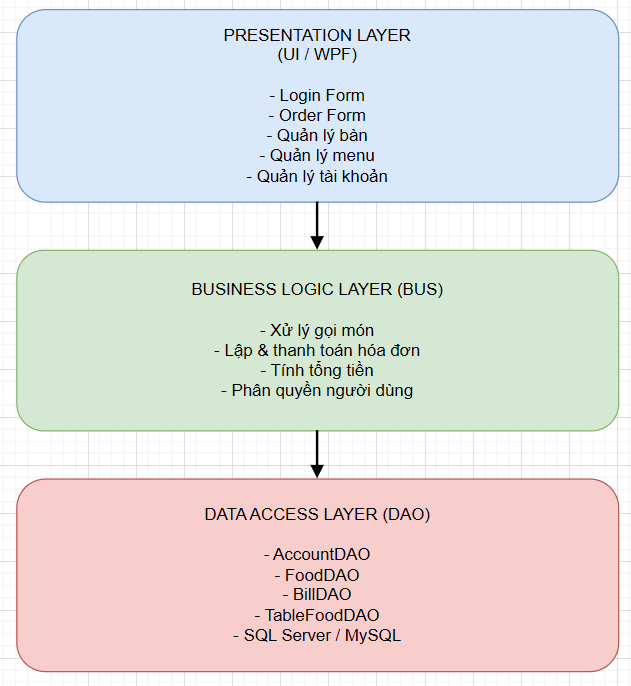 PRESENTATION LAYER
(UI / WPF)
- Login Form
- Order Form
- Quản lý bàn
- Quản lý menu
- Quản lý tài khoản
BUSINESS LOGIC LAYER (BUS)
- Xử lý gọi món
- Lập & thanh toán hóa đơn
- Tính tổng tiền
- Phân quyền người dùng
DATA ACCESS LAYER (DAO)
- AccountDAO
- FoodDAO
- BillDAO
- TableFoodDAO
- SQL Server / MySQL